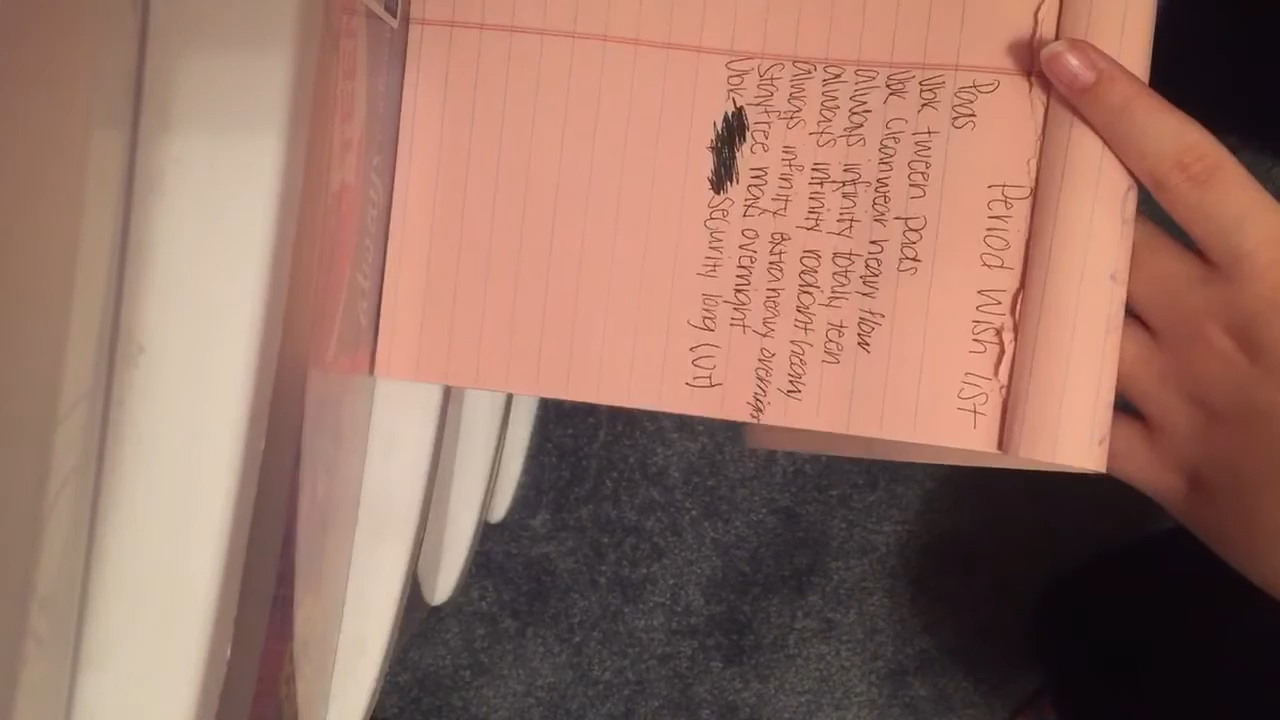 Period Wish list
Pads
Ubk tween pads
Ubk cleanwear heavy flow
always infinity totally teen
always infinity radiant heavy
always infinity extra heavy overnight
Stayfree maxi overnight
Ubk security long (U+)